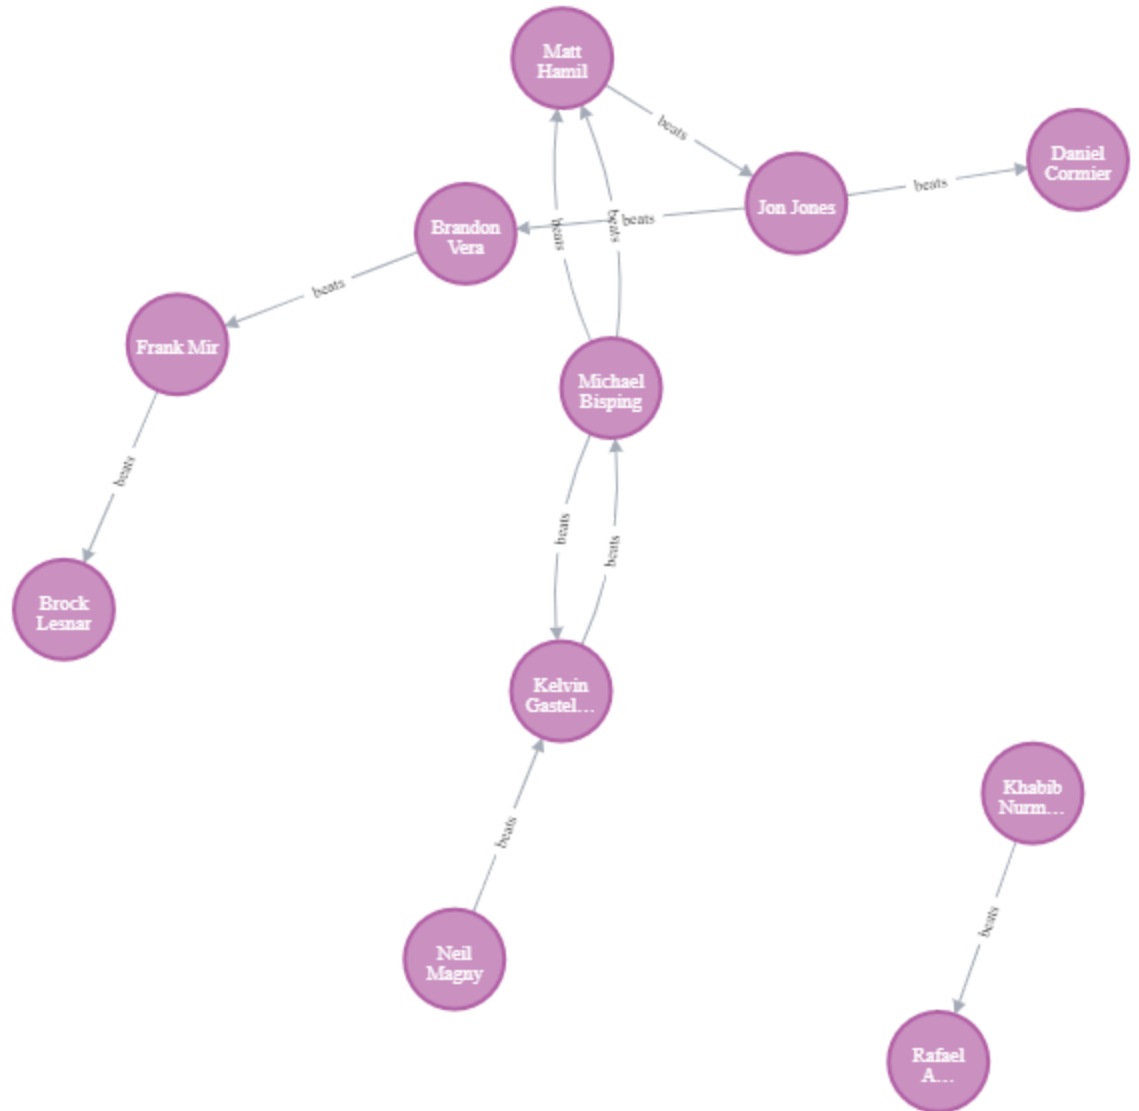 Matt
Hamil
beats
Daniel
Cormier
beats
Jon Jones
Brandon
Vera
beats
beats
beats
beats
Frank Mir
Michael
Bisping
beats
beats
beats
Brock
Lesnar
Kelvin
Gastel...
Khabib
Nurm...
beats
beats
Neil
Magny
Rafael
A...